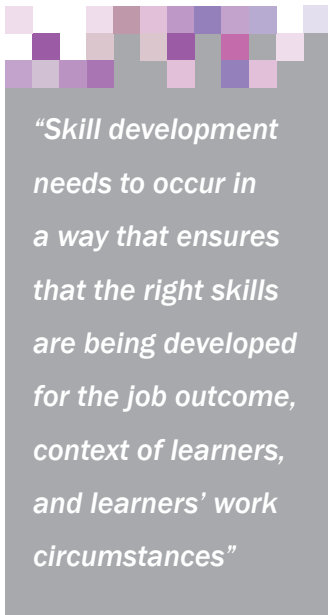 “Skill development
needs to occur in
a way that ensures
that the right skills
are being developed
for the job outcome,
context of learners,
and learners’ work
circumstances”